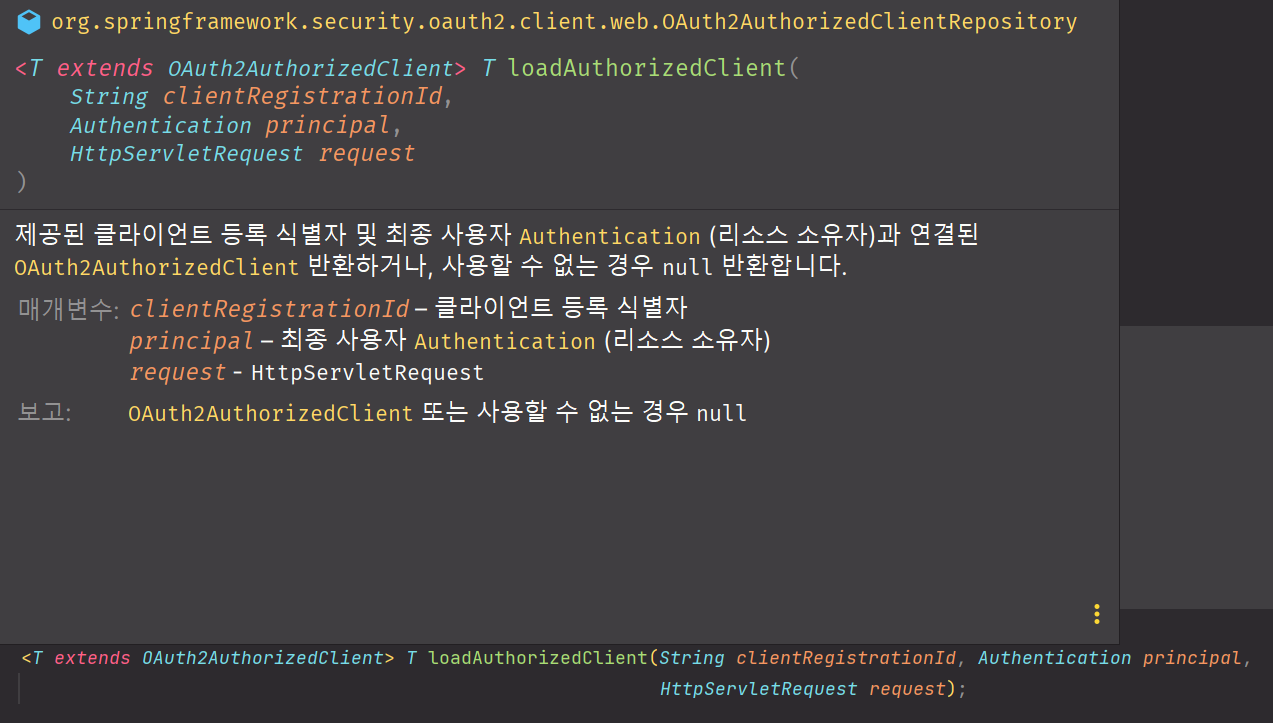 org.springframework.security.oauth2.client.web.OAuth2AuthorizedClientRepository
<T extends OAuth2AuthorizedClient> T loadAuthorizedClient(
String clientRegistrationId,
Authentication principal,
HttpServletRequest request
)
제공된 클라이언트 등록 식별자 및 최종 사용자 Authentication (리소스 소유자)과 연결된
OAuth2AuthorizedClient 반환하거나, 사용할 수 없는 경우 null 반환합니다.
매개변수: clientRegistrationId – 클라이언트 등록 식별자
principal – 최종 사용자 Authentication (리소스 소유자)
request - HttpServletRequest
보고: OAuth2AuthorizedClient 또는 사용할 수 없는 경우 null
<T extends OAuth2AuthorizedClient> T loadAuthorizedClient(String clientRegistrationId, Authentication principal,
HttpServletRequest request);